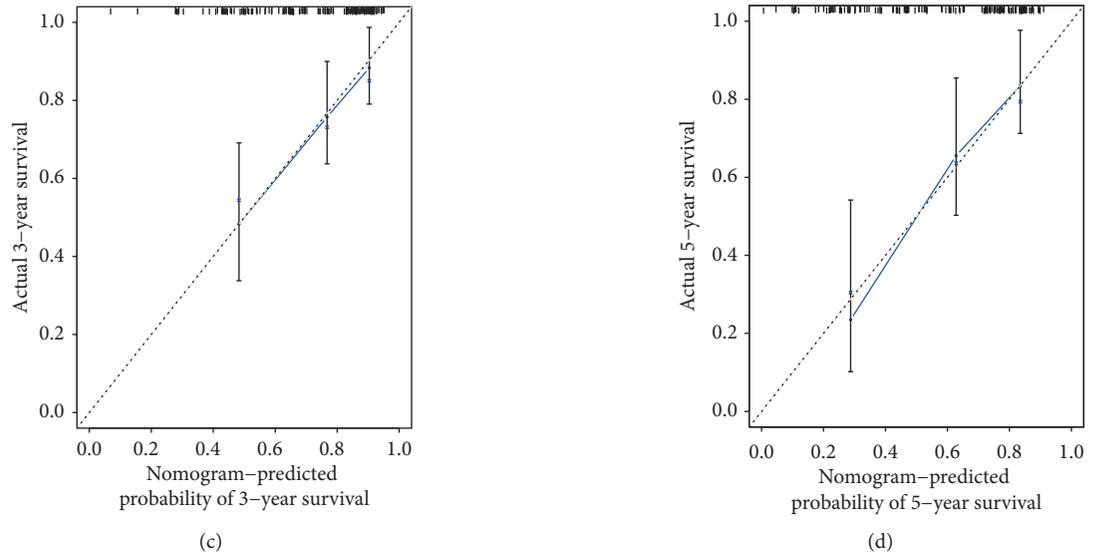 1.0
0.8
0.6
0.4
0.2
0.0
Actual 3−year survival
0.0 0.2 0.4 0.6 0.8 1.0
Nomogram−predicted
probability of 3−year survival
(c)
1.0
0.8
0.6
0.4
0.2
0.0
Actual 5−year survival
0.0 0.2 0.4 0.6 0.8 1.0
Nomogram−predicted
probability of 5−year survival
(d)